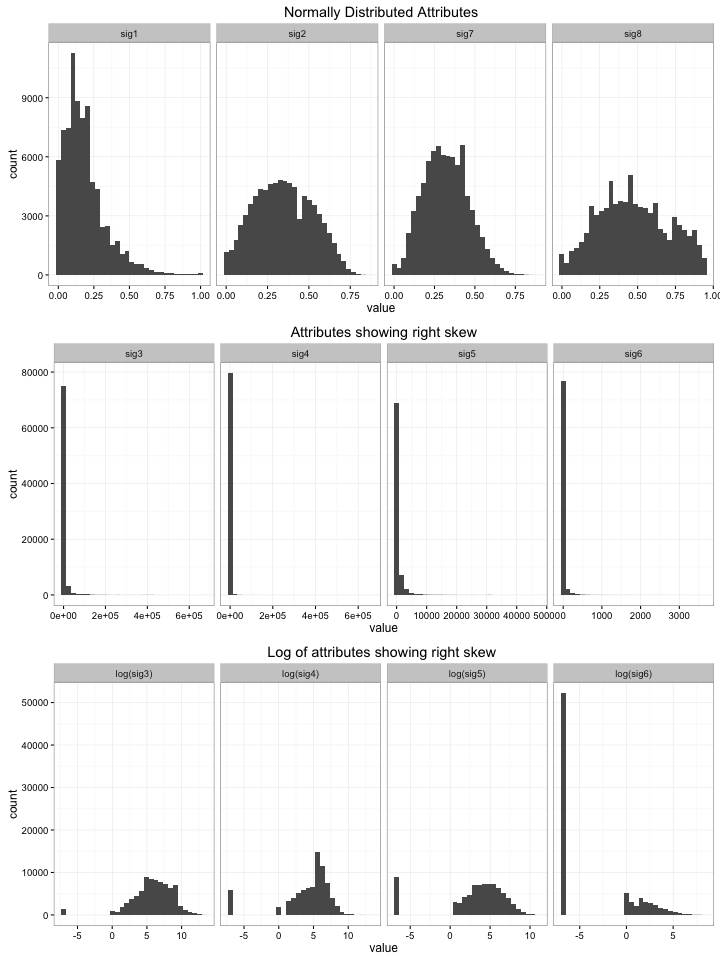 Normally Distributed Attributes
sig1 sig2 sig7 sig8
9000
6000
3000
0
count
0.00 0.25 0.50 0.75 1.00 0.00 0.25 0.50 0.75 0.00 0.25 0.50 0.75 0.00 0.25 0.50 0.75 1.00
value
Attributes showing right skew
sig3 sig4 sig5 sig6
80000
60000
40000
20000
0
count
0e+00 2e+05 4e+05 6e+05 0e+00 2e+05 4e+05 6e+05 0 10000 20000 30000 40000 50000 0 1000 2000 3000
value
Log of attributes showing right skew
log(sig3) log(sig4) log(sig5) log(sig6)
50000
40000
30000
20000
10000
0
count
-5 0 5 10 -5 0 5 10 -5 0 5 10 -5 0 5
value